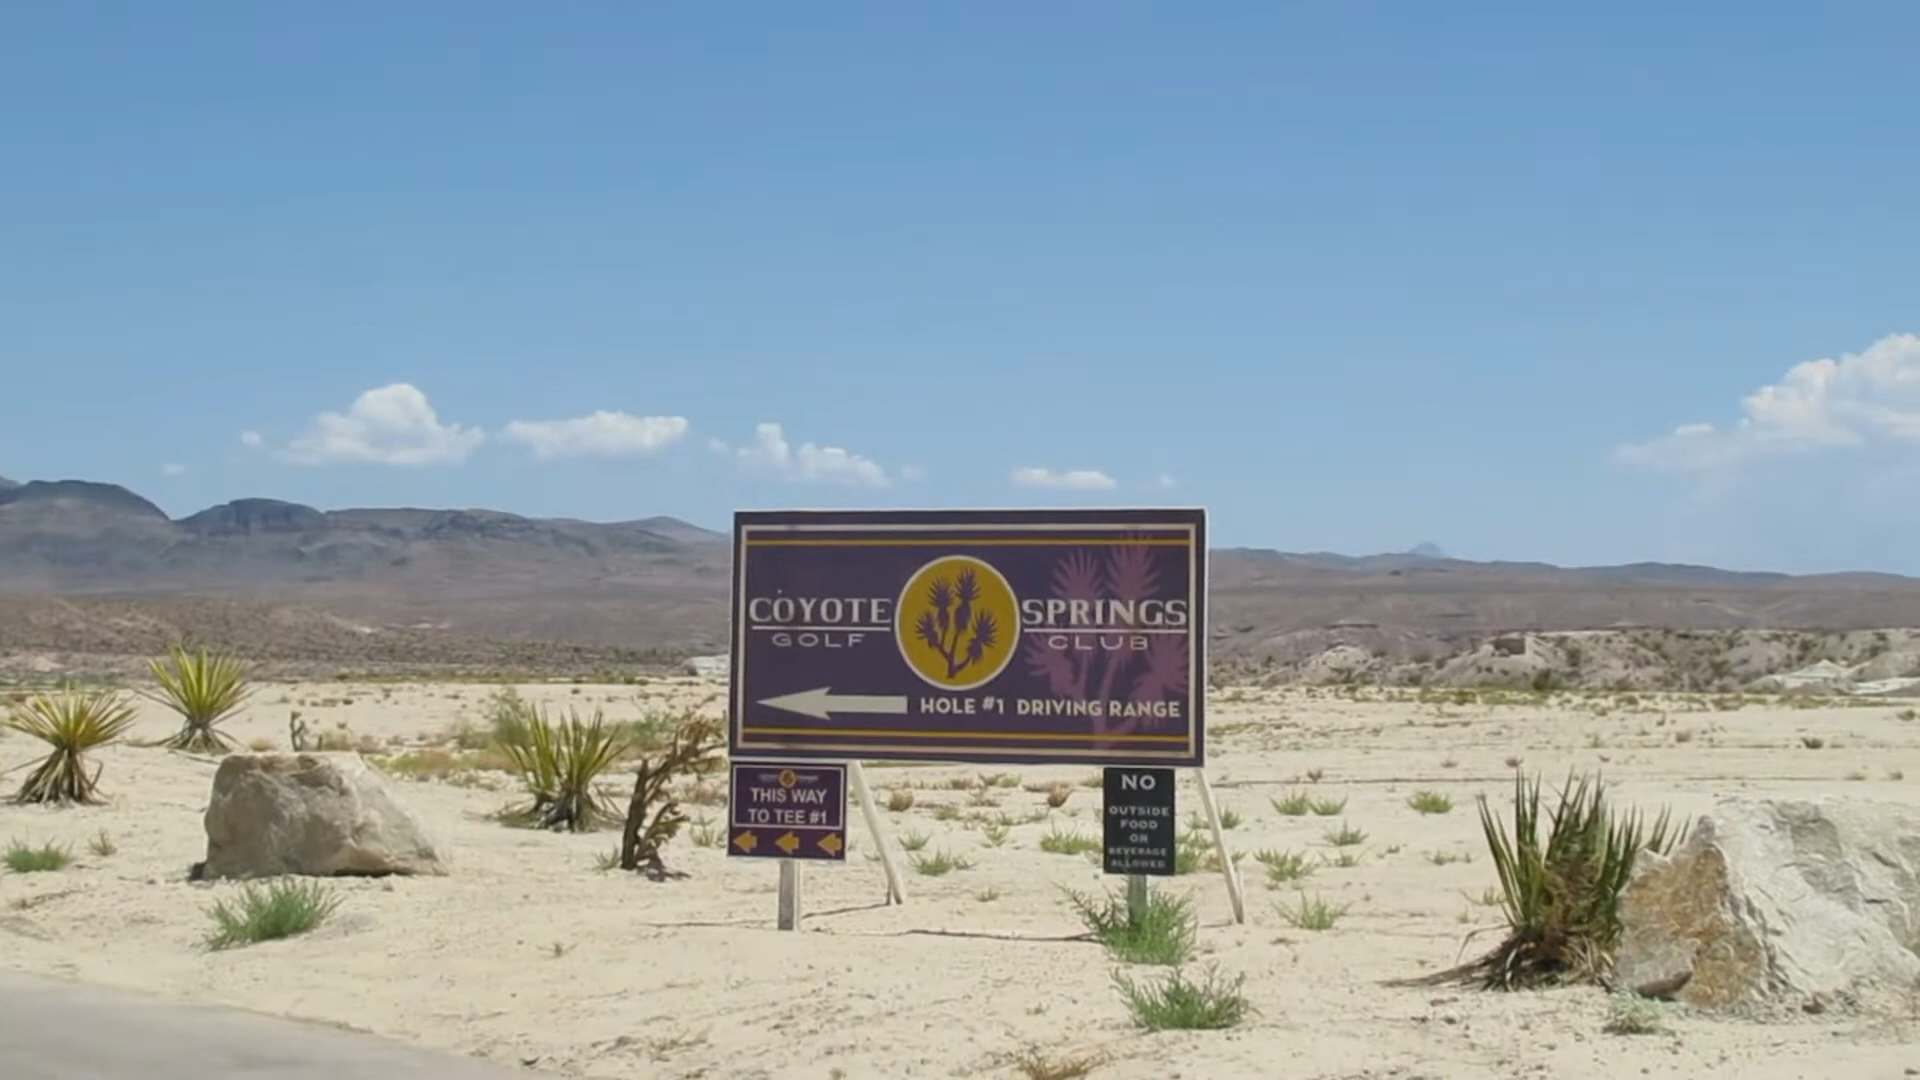 COYOTE SPRINGS
GOLF CLUB
HOLE #1 DRIVING RANGE
THIS WAY
TO TEE #1
NO
OUTSIDE
FOOD
OR
BEVERAGE
ALLOWED